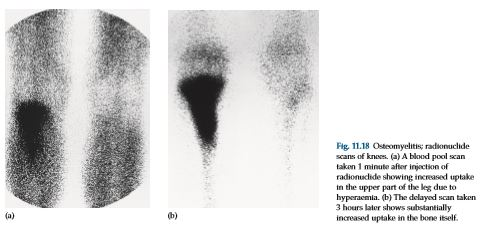 Fig. 11.18 Osteomyelitis; radionuclide
scans of knees. (a) A blood pool scan
taken 1 minute after injection of
radionuclide showing increased uptake
in the upper part of the leg due to
hyperaemia. (b) The delayed scan taken
3 hours later shows substantially
increased uptake in the bone itself.
(a)
(b)